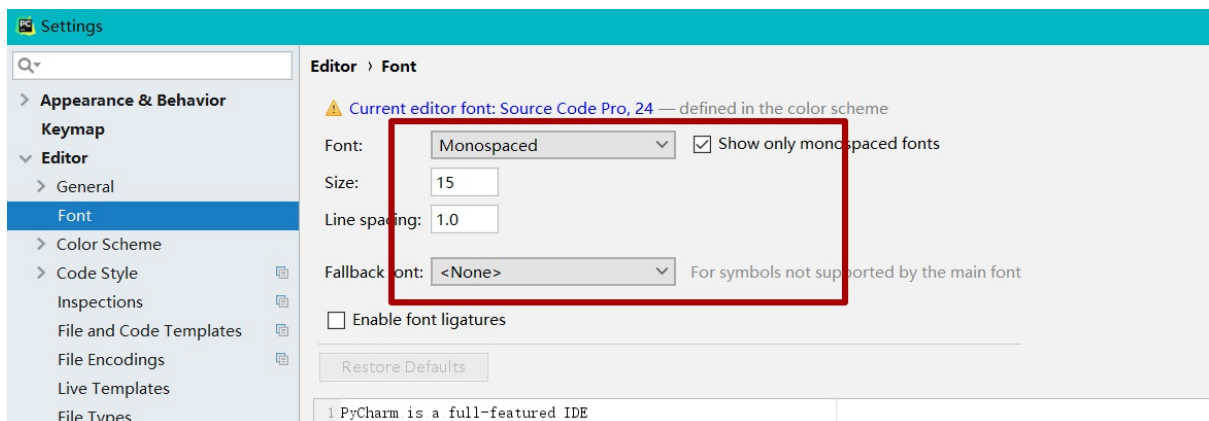 Settings
Editor › Font
Appearance & Behavior
Keymap
Editor
General
Font
Color Scheme
Code Style
Inspections
File and Code Templates
File Encodings
Live Templates
File Types
Current editor font: Source Code Pro, 24 — defined in the color scheme
Font: Monospaced Show only monospaced fonts
Size: 15
Line spacing: 1.0
Fallback font: <None> For symbols not supported by the main font
Enable font ligatures
Restore Defaults
1 PyCharm is a full-featured IDE